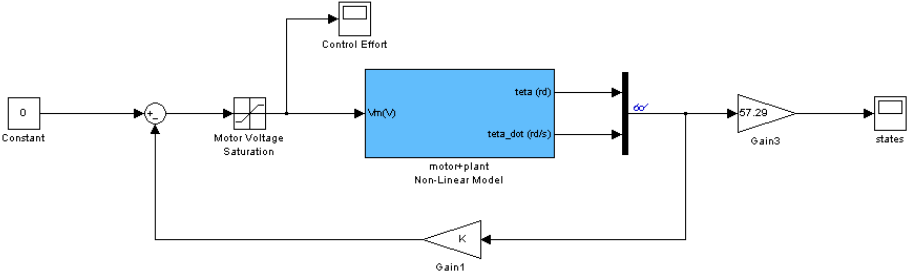 Control Effort
0
Constant
+
-
Motor Voltage
Saturation
Vm(V)
teta (rd)
teta_dot (rd/s)
motor+plant
Non-Linear Model
57.29
Gain3
states
K
Gain1